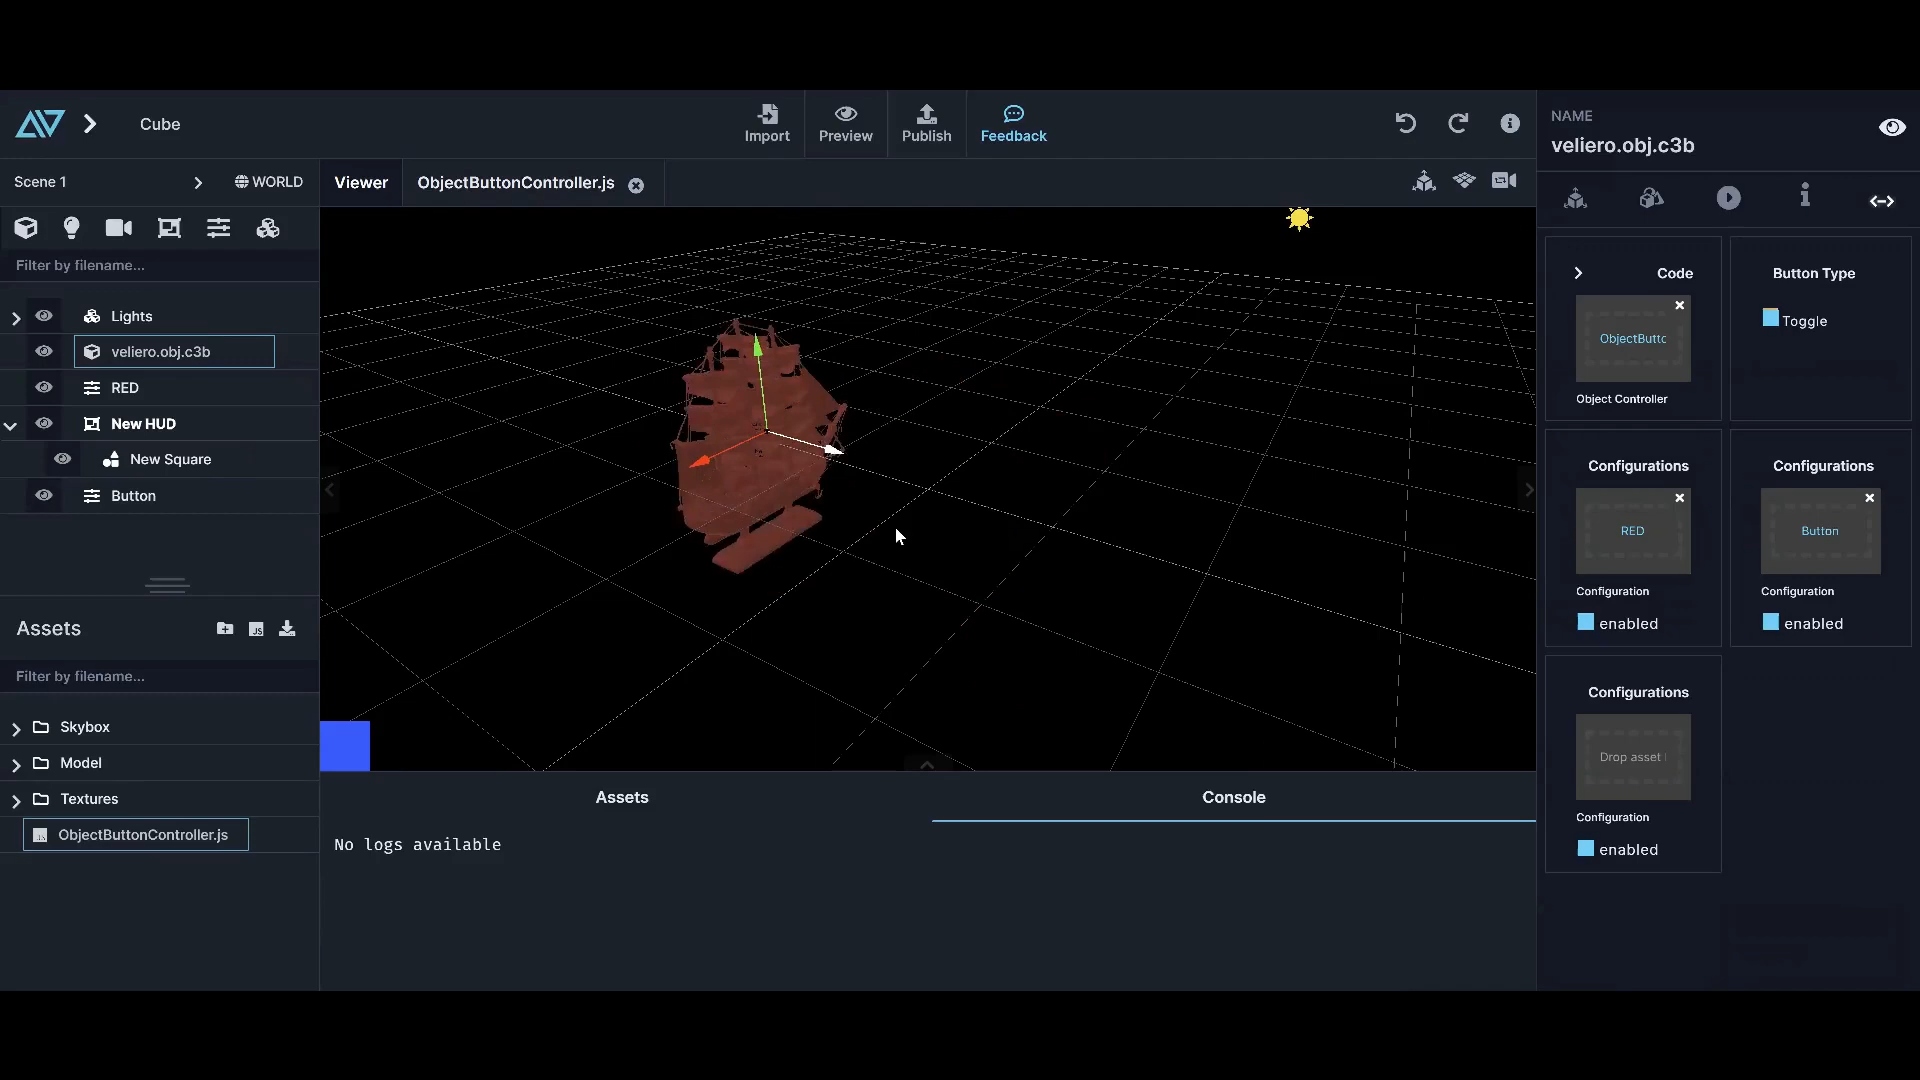 Cube
Import
Preview
Publish
Feedback
NAME
veliero.obj.c3b
Scene 1
WORLD
Viewer
ObjectButtonController.js
Filter by filename...
Lights
veliero.obj.c3b
RED
New HUD
New Square
Button
Assets
Filter by filename...
Skybox
Model
Textures
JS
ObjectButtonController.js
Assets
Console
No logs available
Code
ObjectButtc
Object Controller
Button Type
Toggle
Configurations
RED
Configuration
enabled
Configurations
Button
Configuration
enabled
Configurations
Drop asset
Configuration
enabled